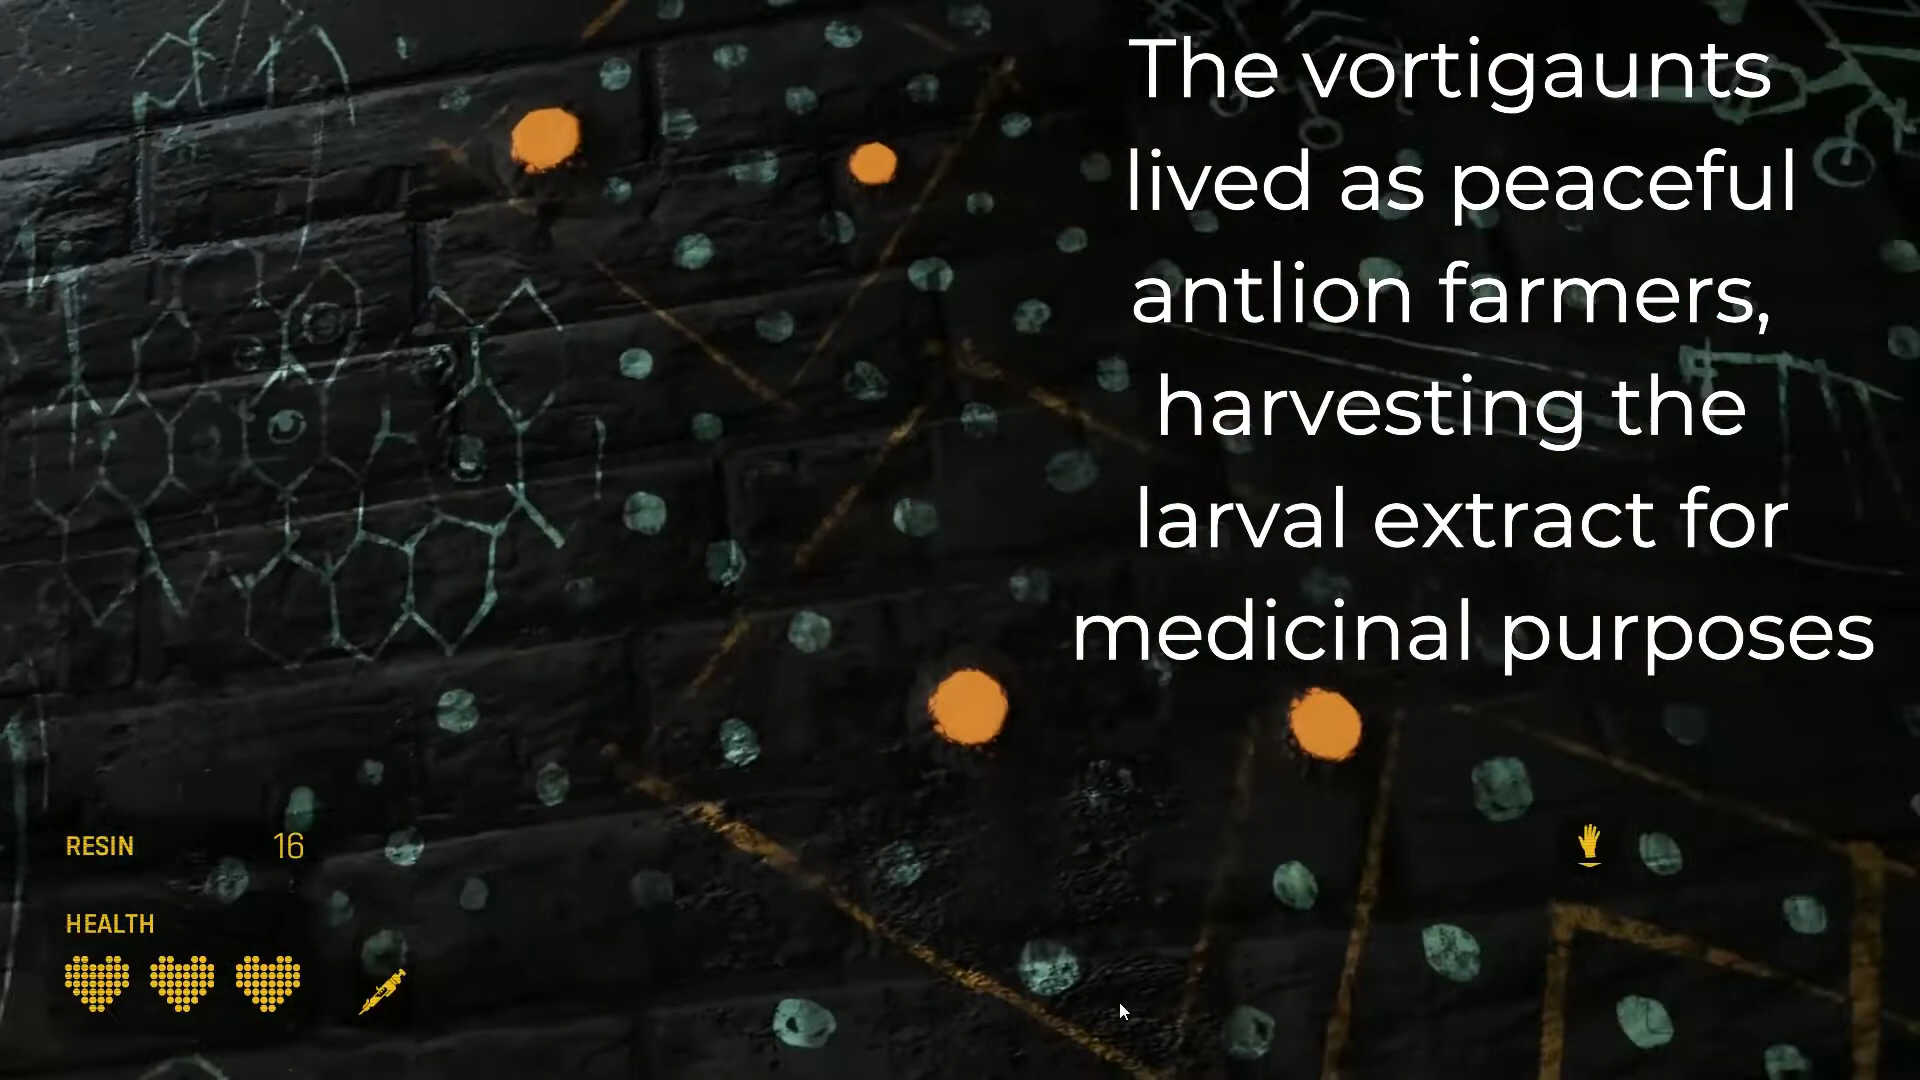 The vortigaunts
lived as peaceful
antlion farmers,
harvesting the
larval extract for
medicinal purposes
RESIN 16
HEALTH